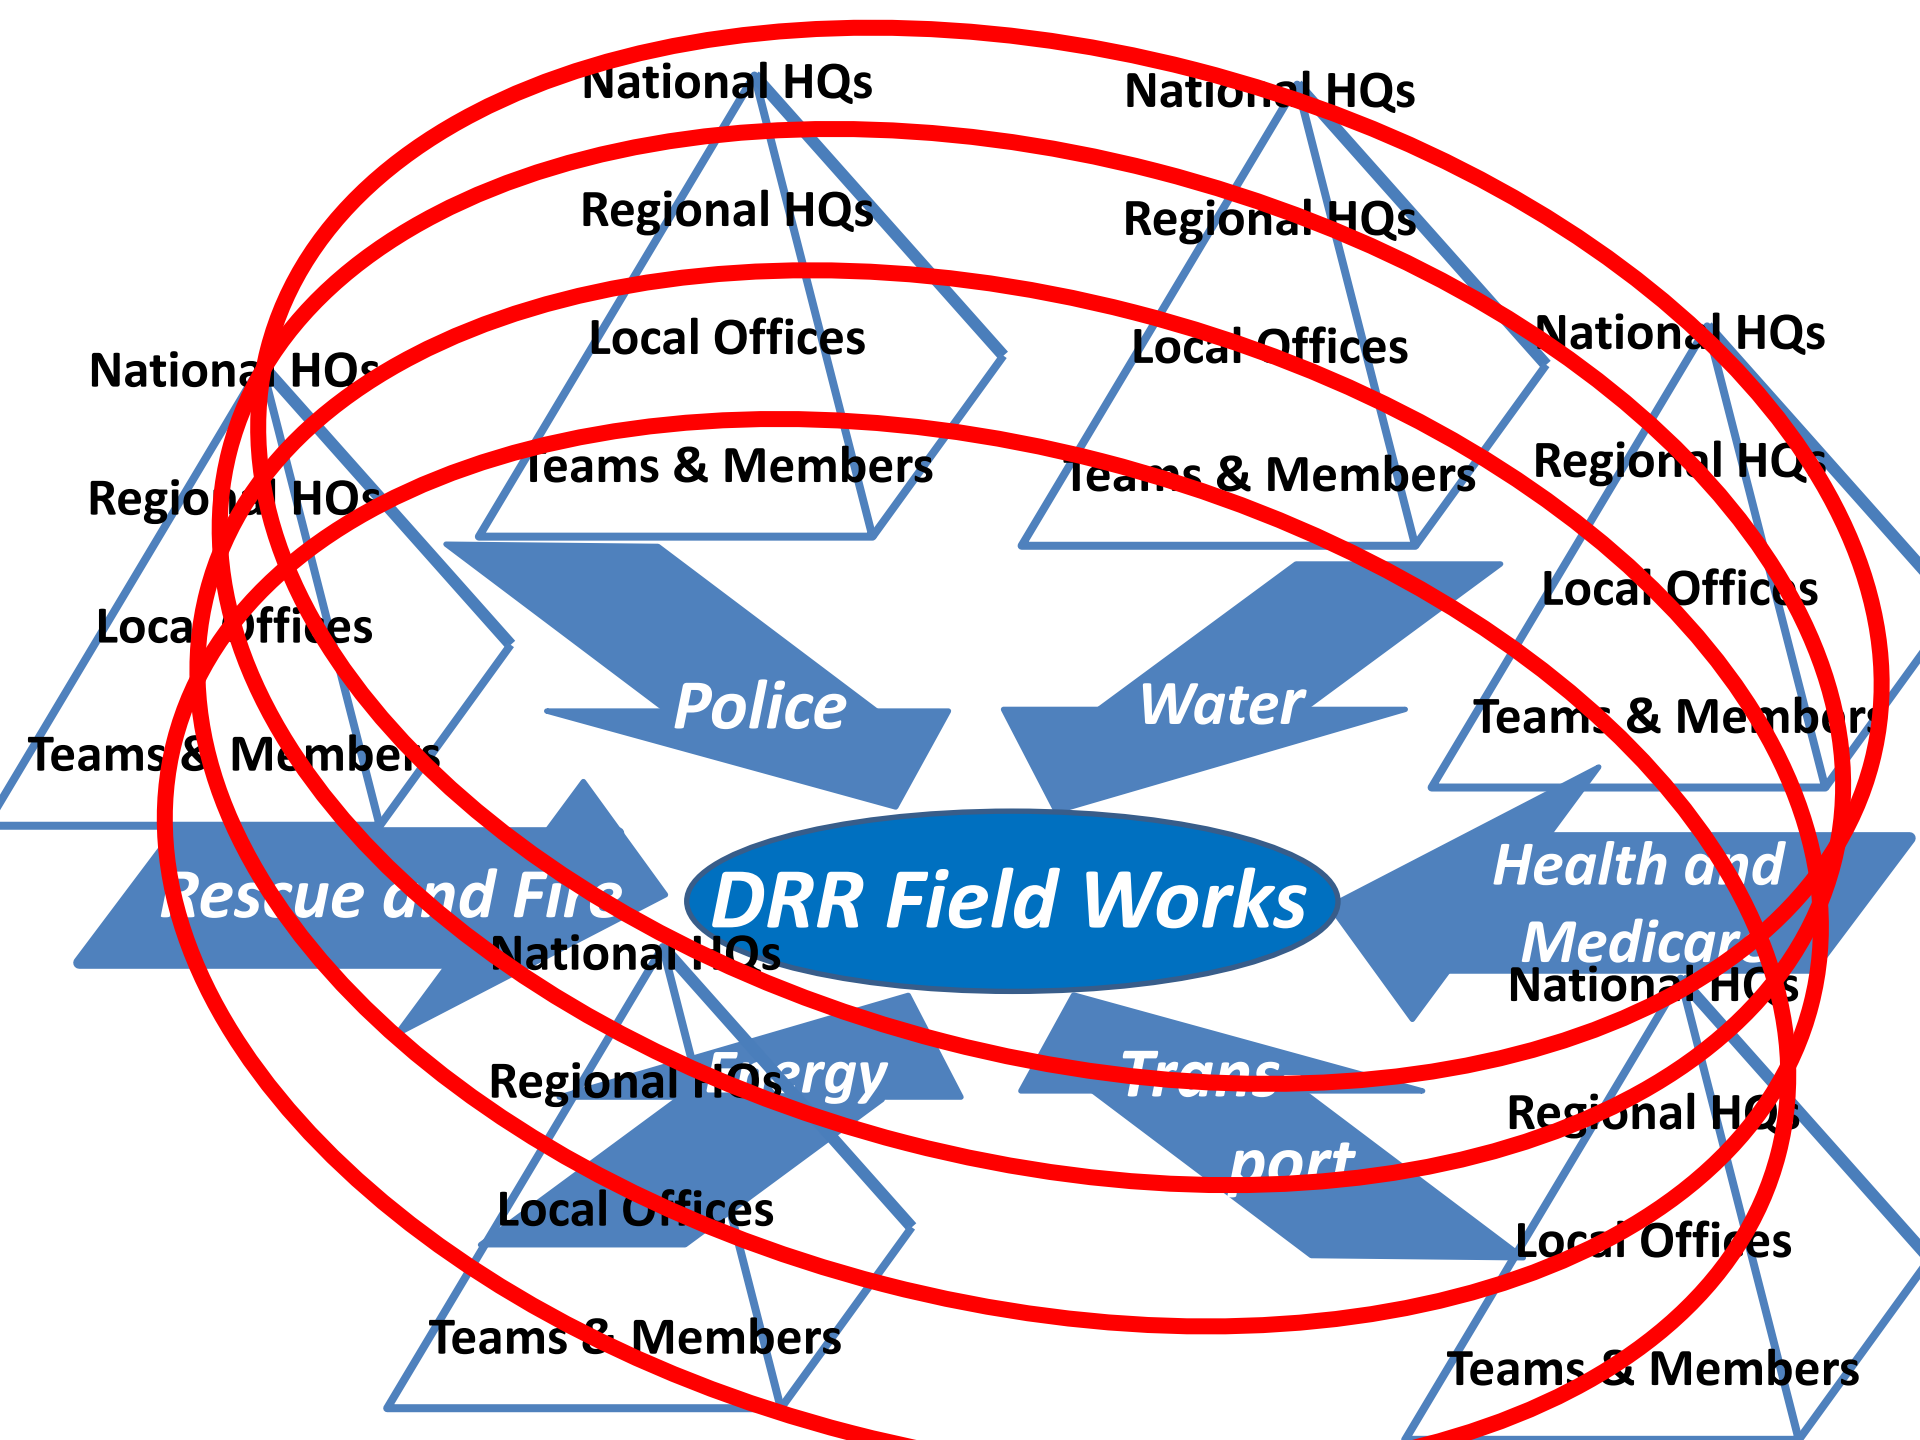 National HQs
Regional HQs
Local Offices
Teams & Members
National HQs
Regional HQs
Local Offices
Teams & Members
National HQs
Regional HQs
Local Offices
Teams & Members
National HQs
Regional HQs
Local Offices
Teams & Members
Police
Water
Rescue and Fire
DRR Field Works
Health and
Medicare
National HQs
Regional HQs
Local Offices
Teams & Members
Energy
Trans-
port
National HQs
Regional HQs
Local Offices
Teams & Members